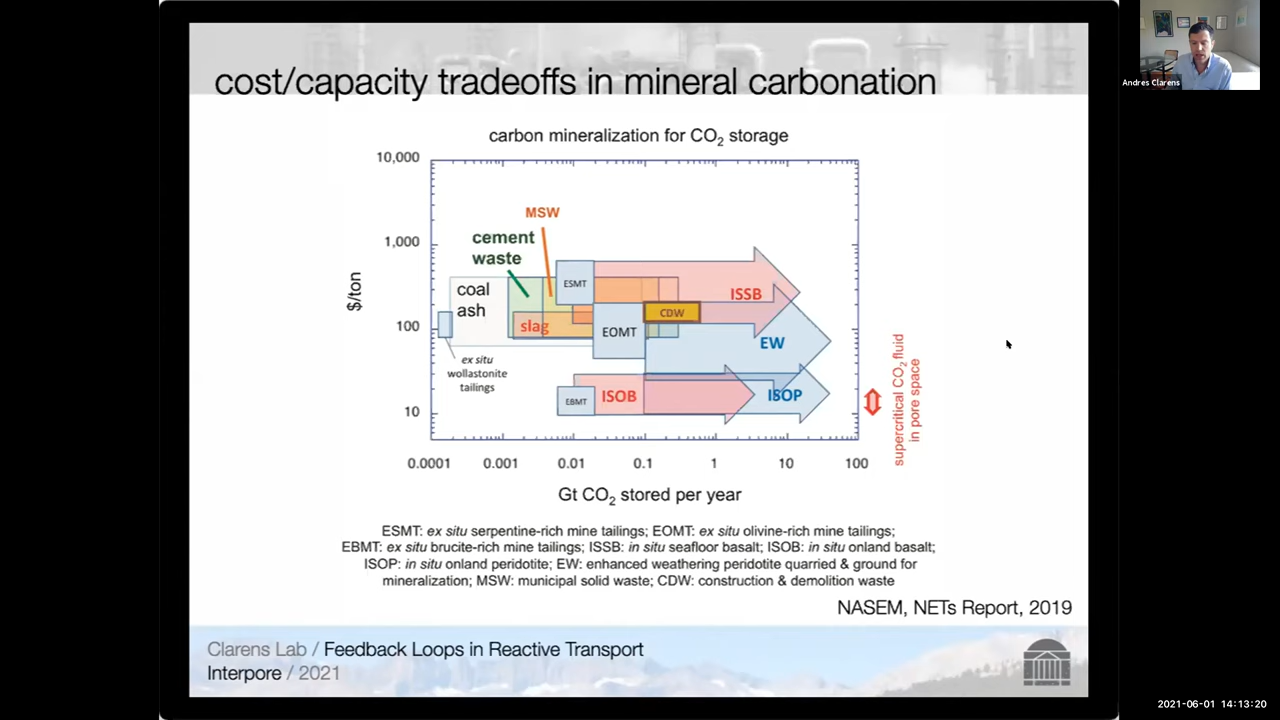 cost/capacity tradeoffs in mineral carbonation
Andres Clarens
carbon mineralization for CO2 storage
10,000
1,000
100
10
$/ton
MSW
cement
waste
coal
ash
slag
ESMT
EOMT
CDW
ISSB
EW
EBMT
ISOB
ISOP
ex situ
wollastonite
tailings
supercritical CO2 fluid
in pore space
0.0001 0.001 0.01 0.1 1 10 100
Gt CO2 stored per year
ESMT: ex situ serpentine-rich mine tailings; EOMT: ex situ olivine-rich mine tailings;
EBMT: ex situ brucite-rich mine tailings; ISSB: in situ seafloor basalt; ISOB: in situ onland basalt;
ISOP: in situ onland peridotite; EW: enhanced weathering peridotite quarried & ground for
mineralization; MSW: municipal solid waste; CDW: construction & demolition waste
NASEM, NETs Report, 2019
Clarens Lab / Feedback Loops in Reactive Transport
Interpore / 2021
2021-06-01 14:13:20